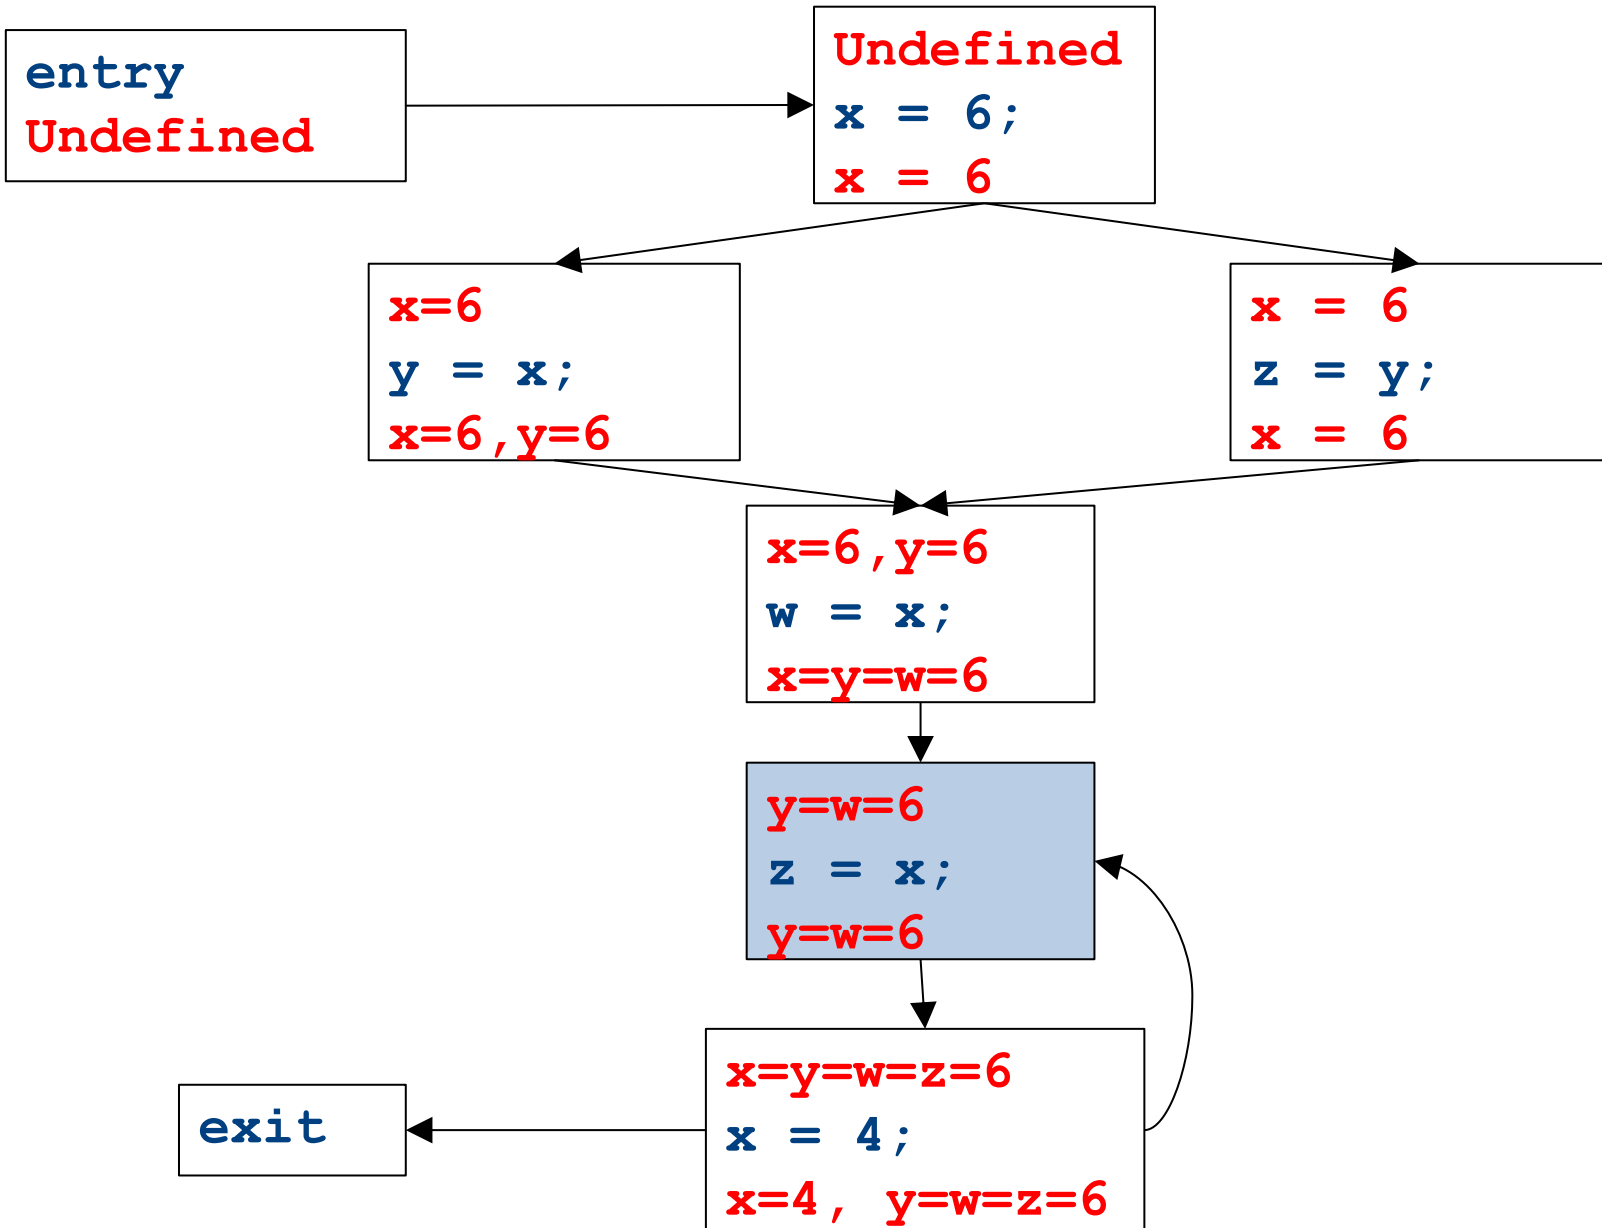 entry
Undefined
Undefined
x = 6;
x = 6
x=6
y = x;
x=6,y=6
x = 6
z = y;
x = 6
x=6,y=6
w = x;
x=y=w=6
y=w=6
z = x;
y=w=6
x=y=w=z=6
x = 4;
x=4, y=w=z=6
exit